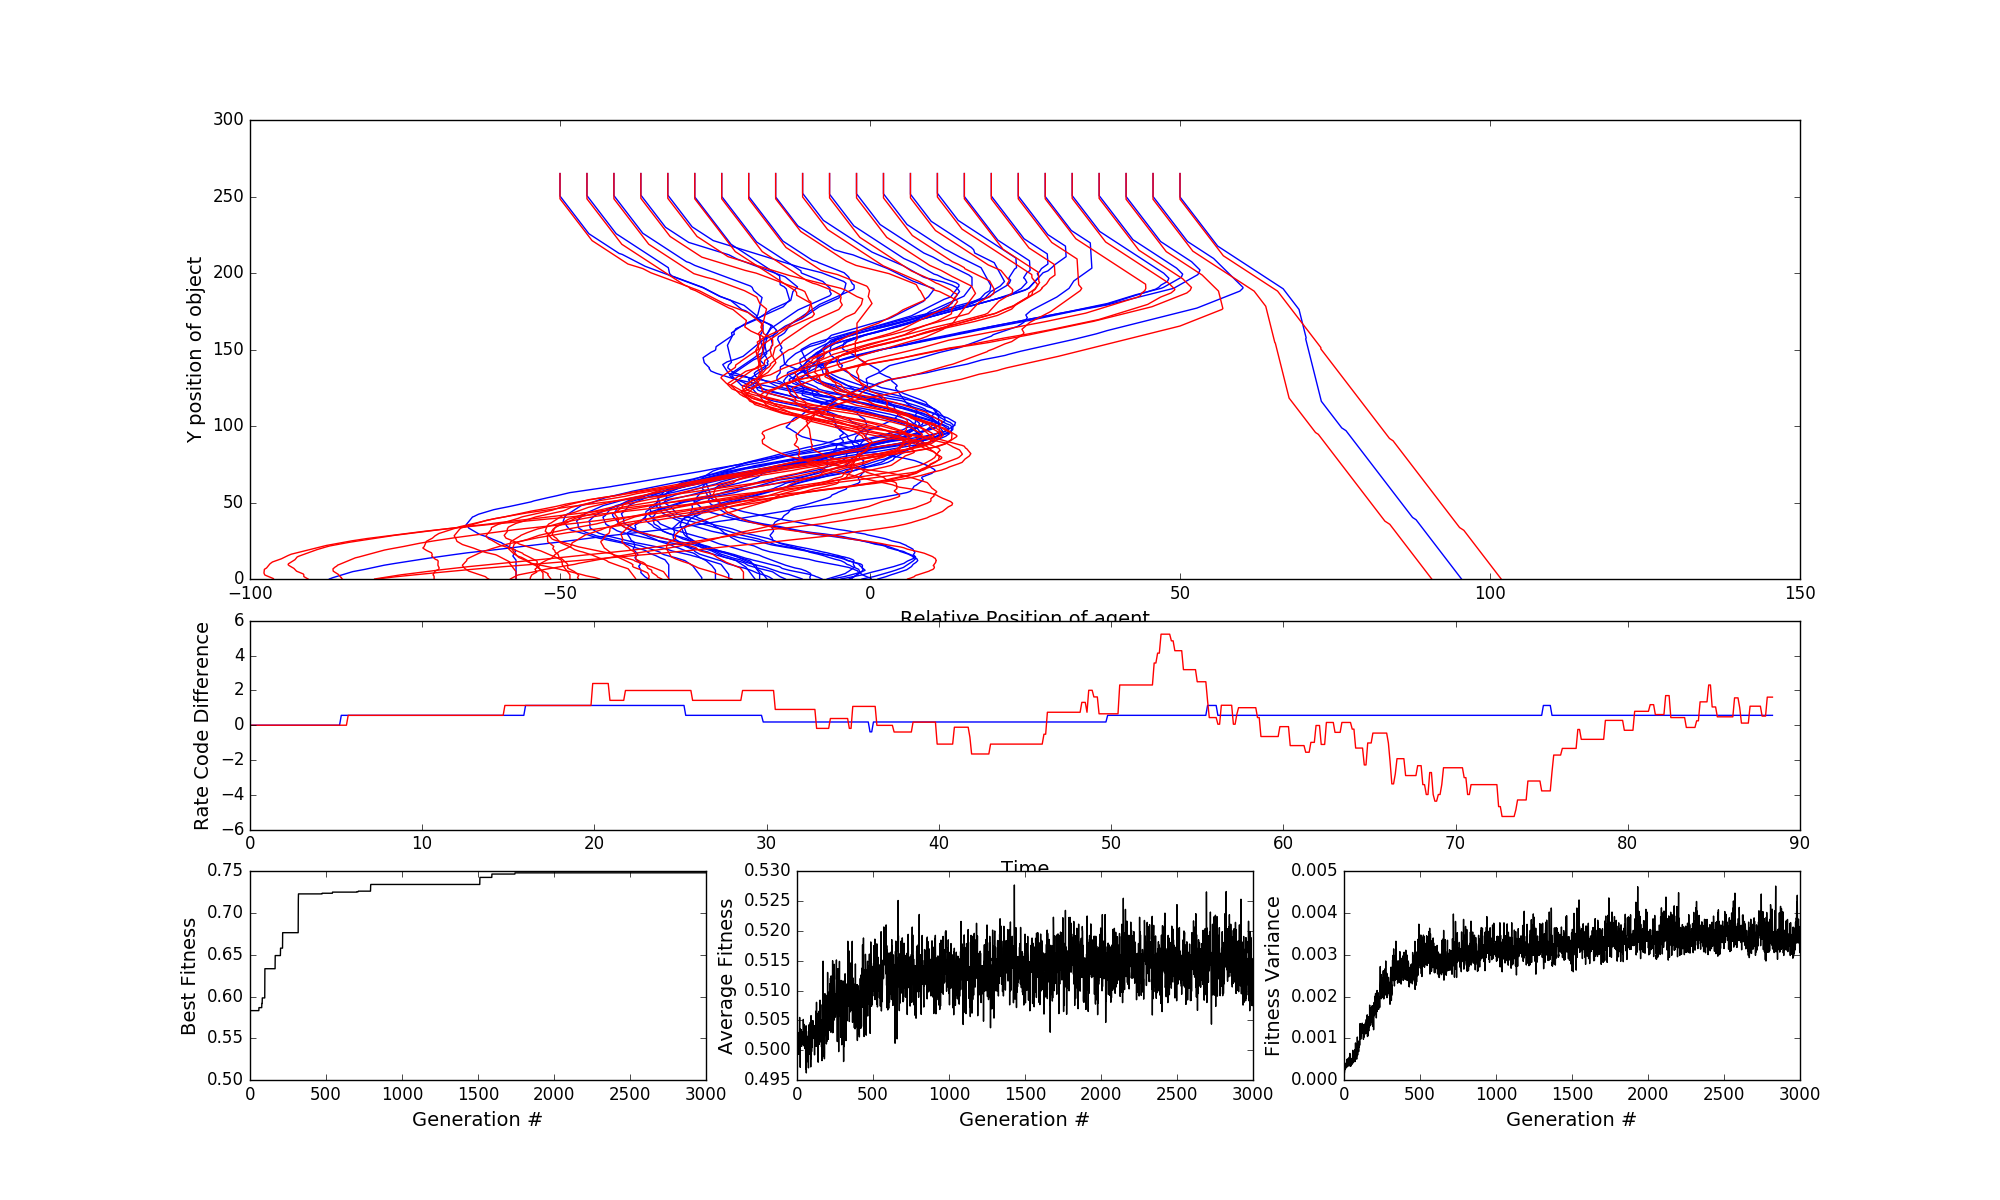 300
250
200
150
100
50
0
Y position of object
−100 −50 0 50 100 150
Relative Position of agent
6
4
2
0
−2
−4
−6
Rate Code Difference
0 10 20 30 40 50 60 70 80 90
Time
0.75
0.70
0.65
0.60
0.55
0.50
Best Fitness
0 500 1000 1500 2000 2500 3000
Generation #
0.530
0.525
0.520
0.515
0.510
0.505
0.500
0.495
Average Fitness
0 500 1000 1500 2000 2500 3000
Generation #
0.005
0.004
0.003
0.002
0.001
0.000
Fitness Variance
0 500 1000 1500 2000 2500 3000
Generation #